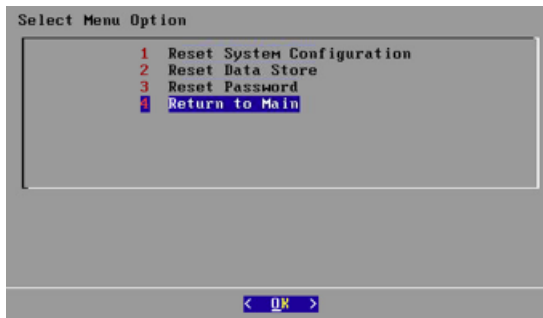 Select Menu Option
1 Reset System Configuration
2 Reset Data Store
3 Reset Password
4 Return to Main
< OK >